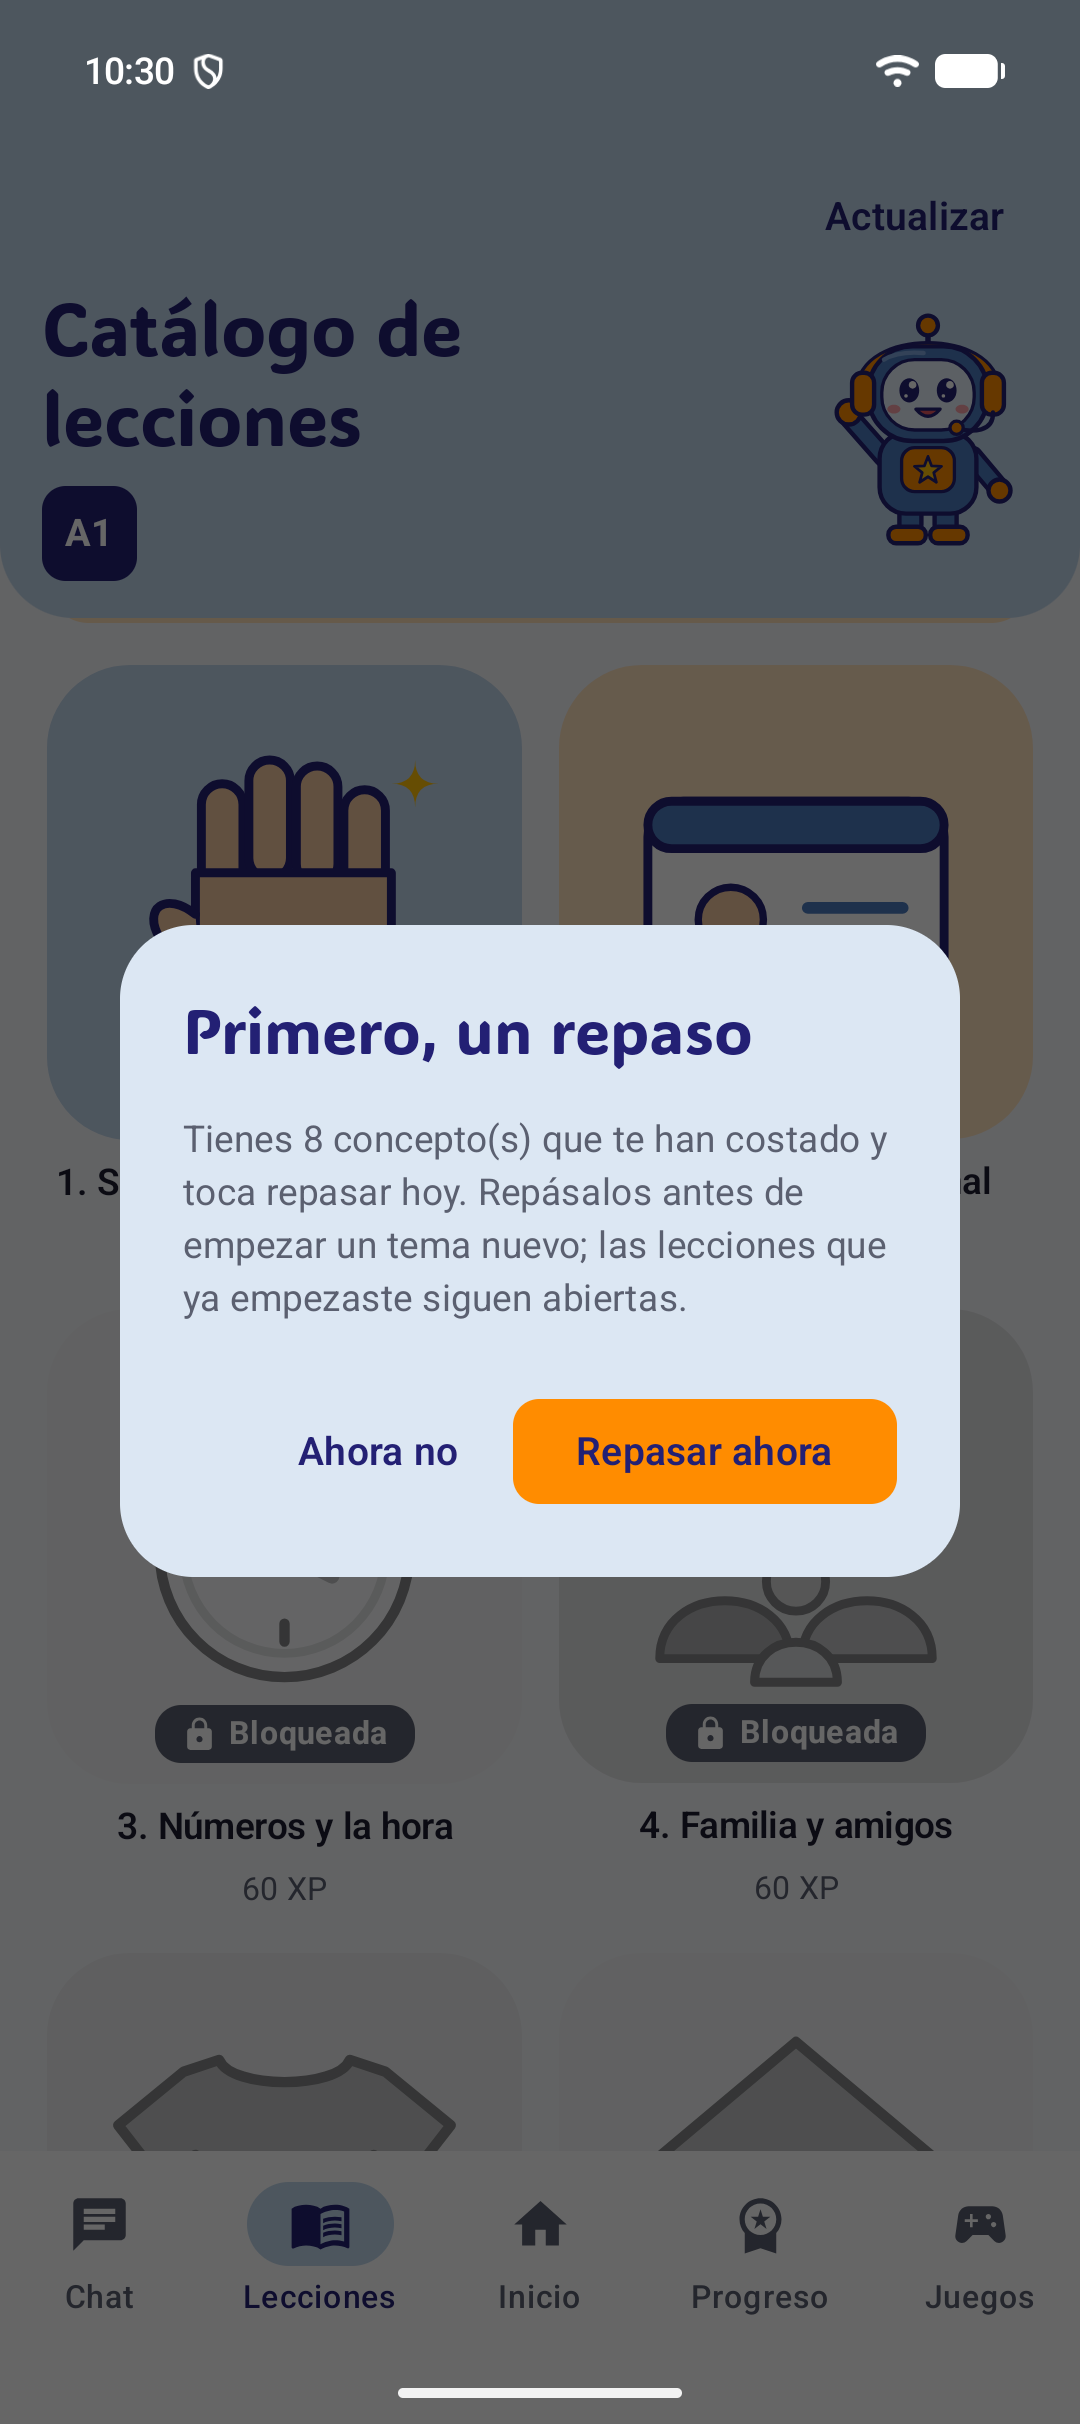 10:30
Actualizar
Catálogo de
lecciones
A1
Primero, un repaso
Tienes 8 concepto(s) que te han costado y
toca repasar hoy. Repásalos antes de
empezar un tema nuevo; las lecciones que
ya empezaste siguen abiertas.
Ahora no
Repasar ahora
1. S
al
Bloqueada
Bloqueada
3. Números y la hora
4. Familia y amigos
60 XP
60 XP
Chat
Lecciones
Inicio
Progreso
Juegos